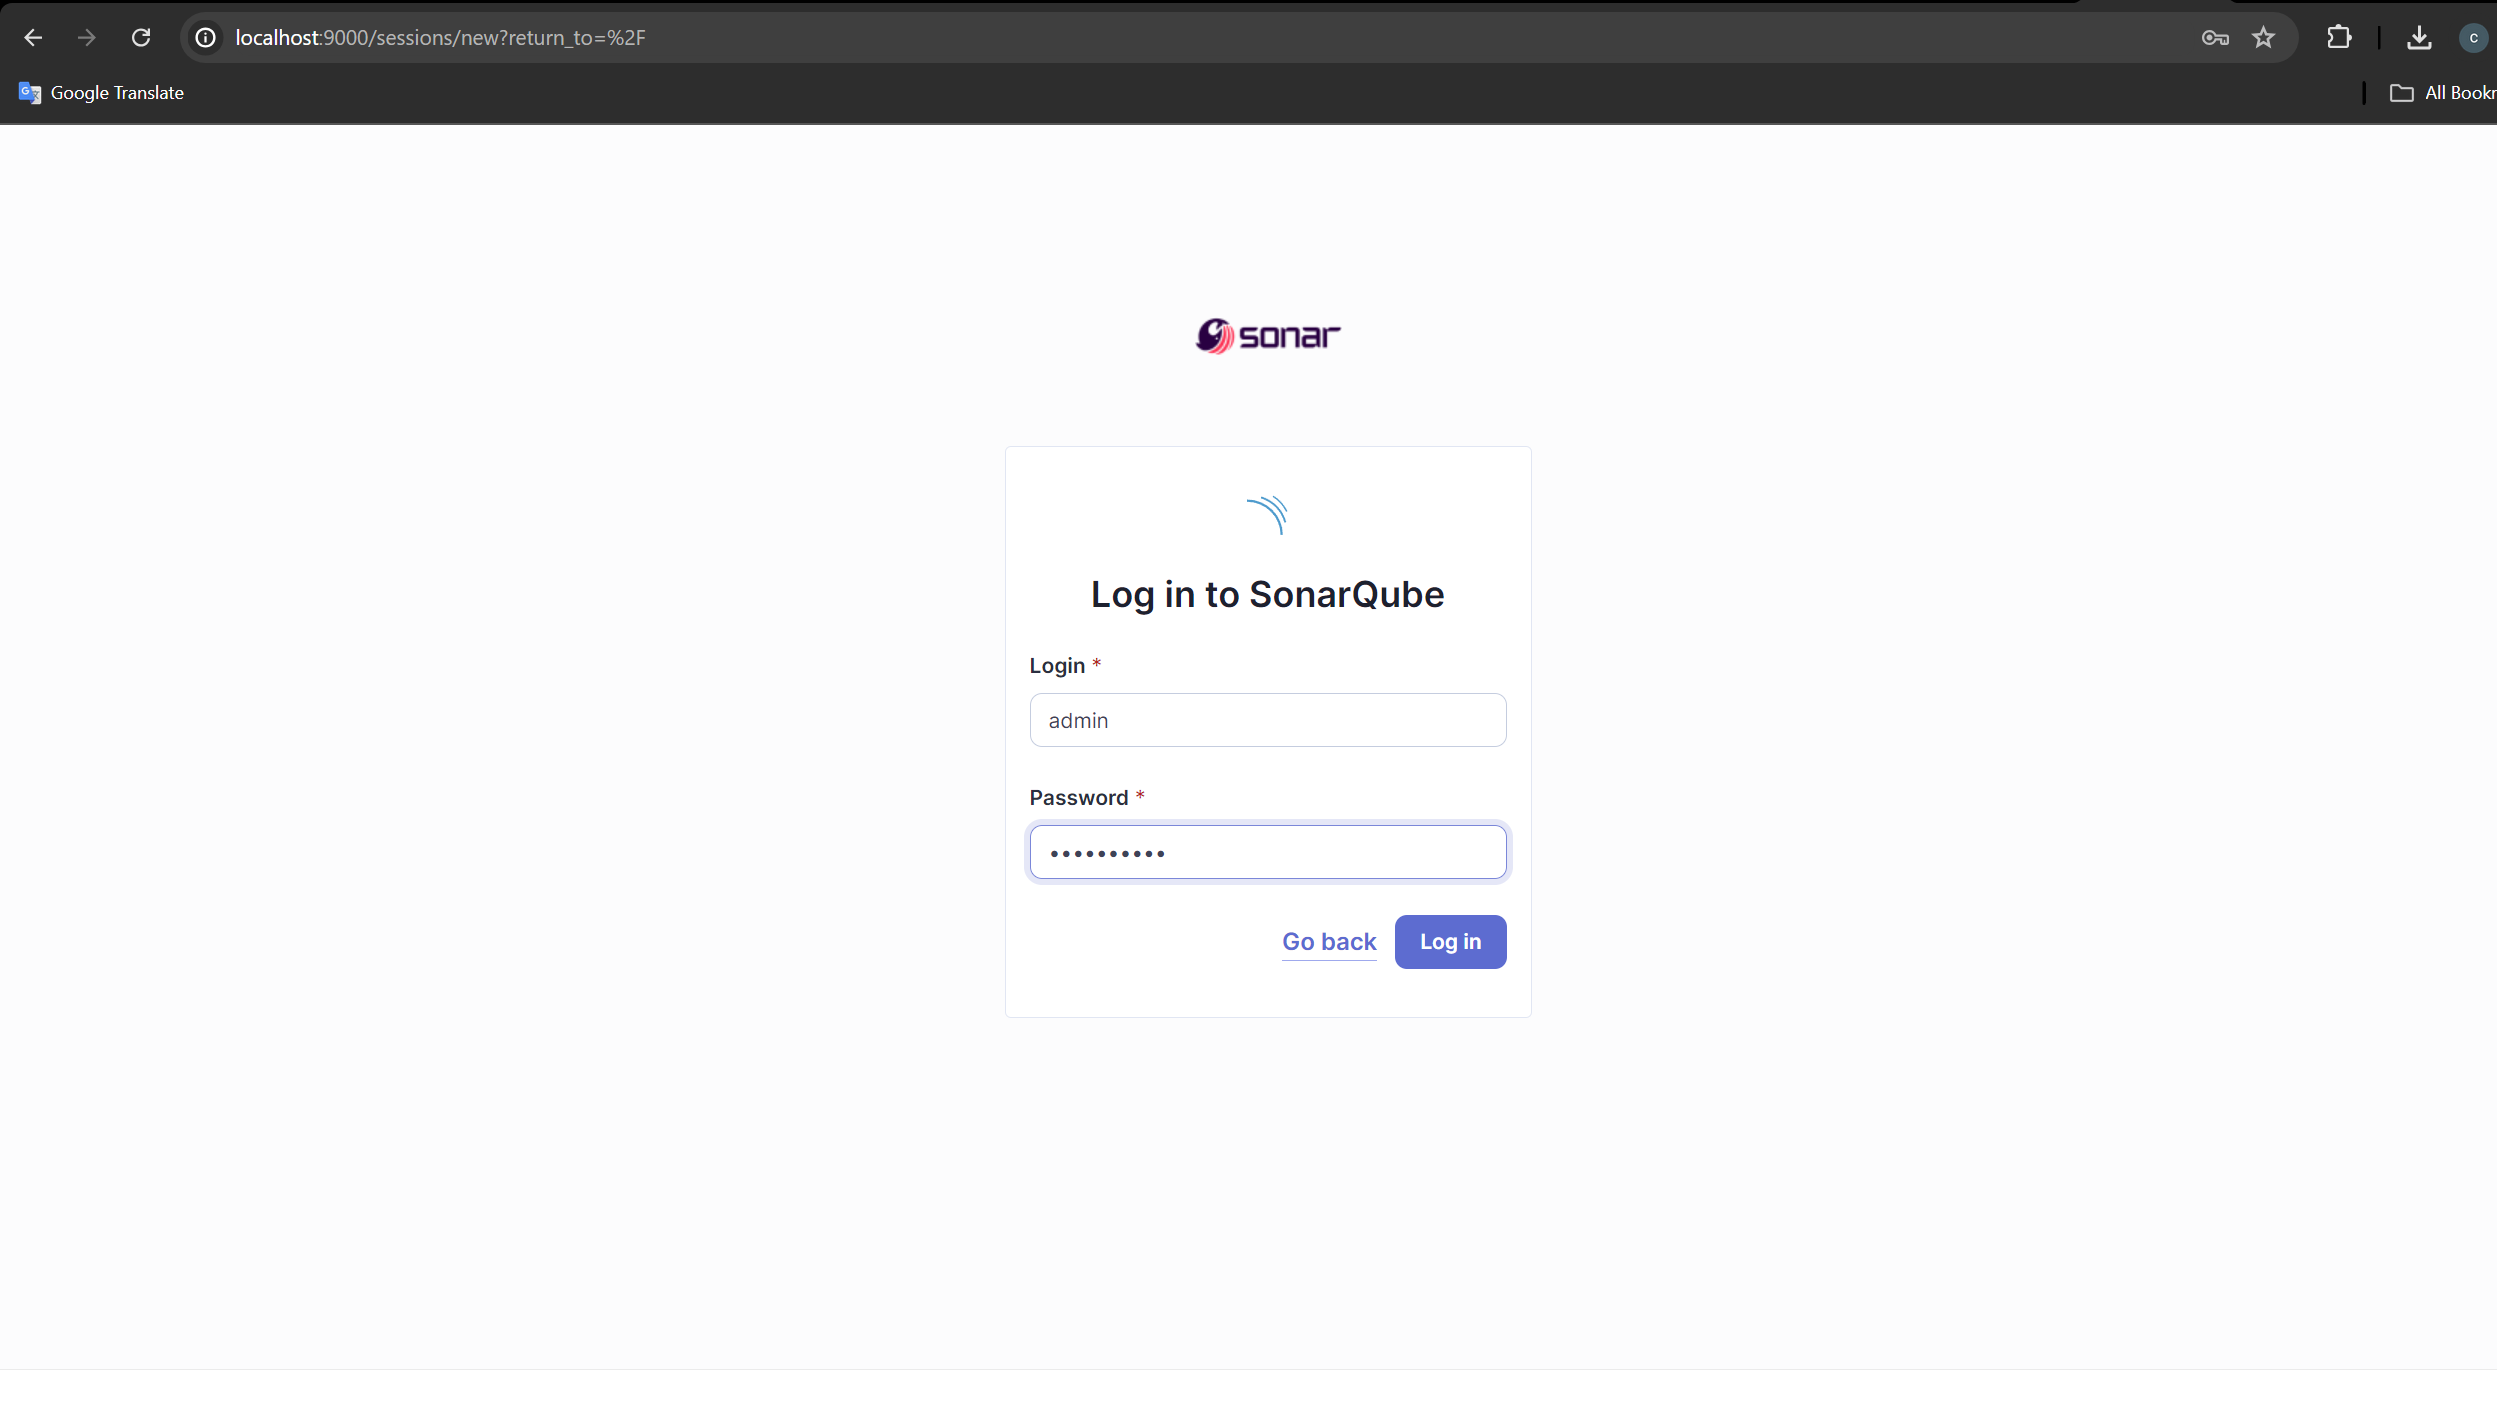 localhost:9000/sessions/new?return_to=%2F
c
Google Translate
All Bookr
sonar
Log in to SonarQube
Login *
admin
Password *
••••••••••
Go back
Log in